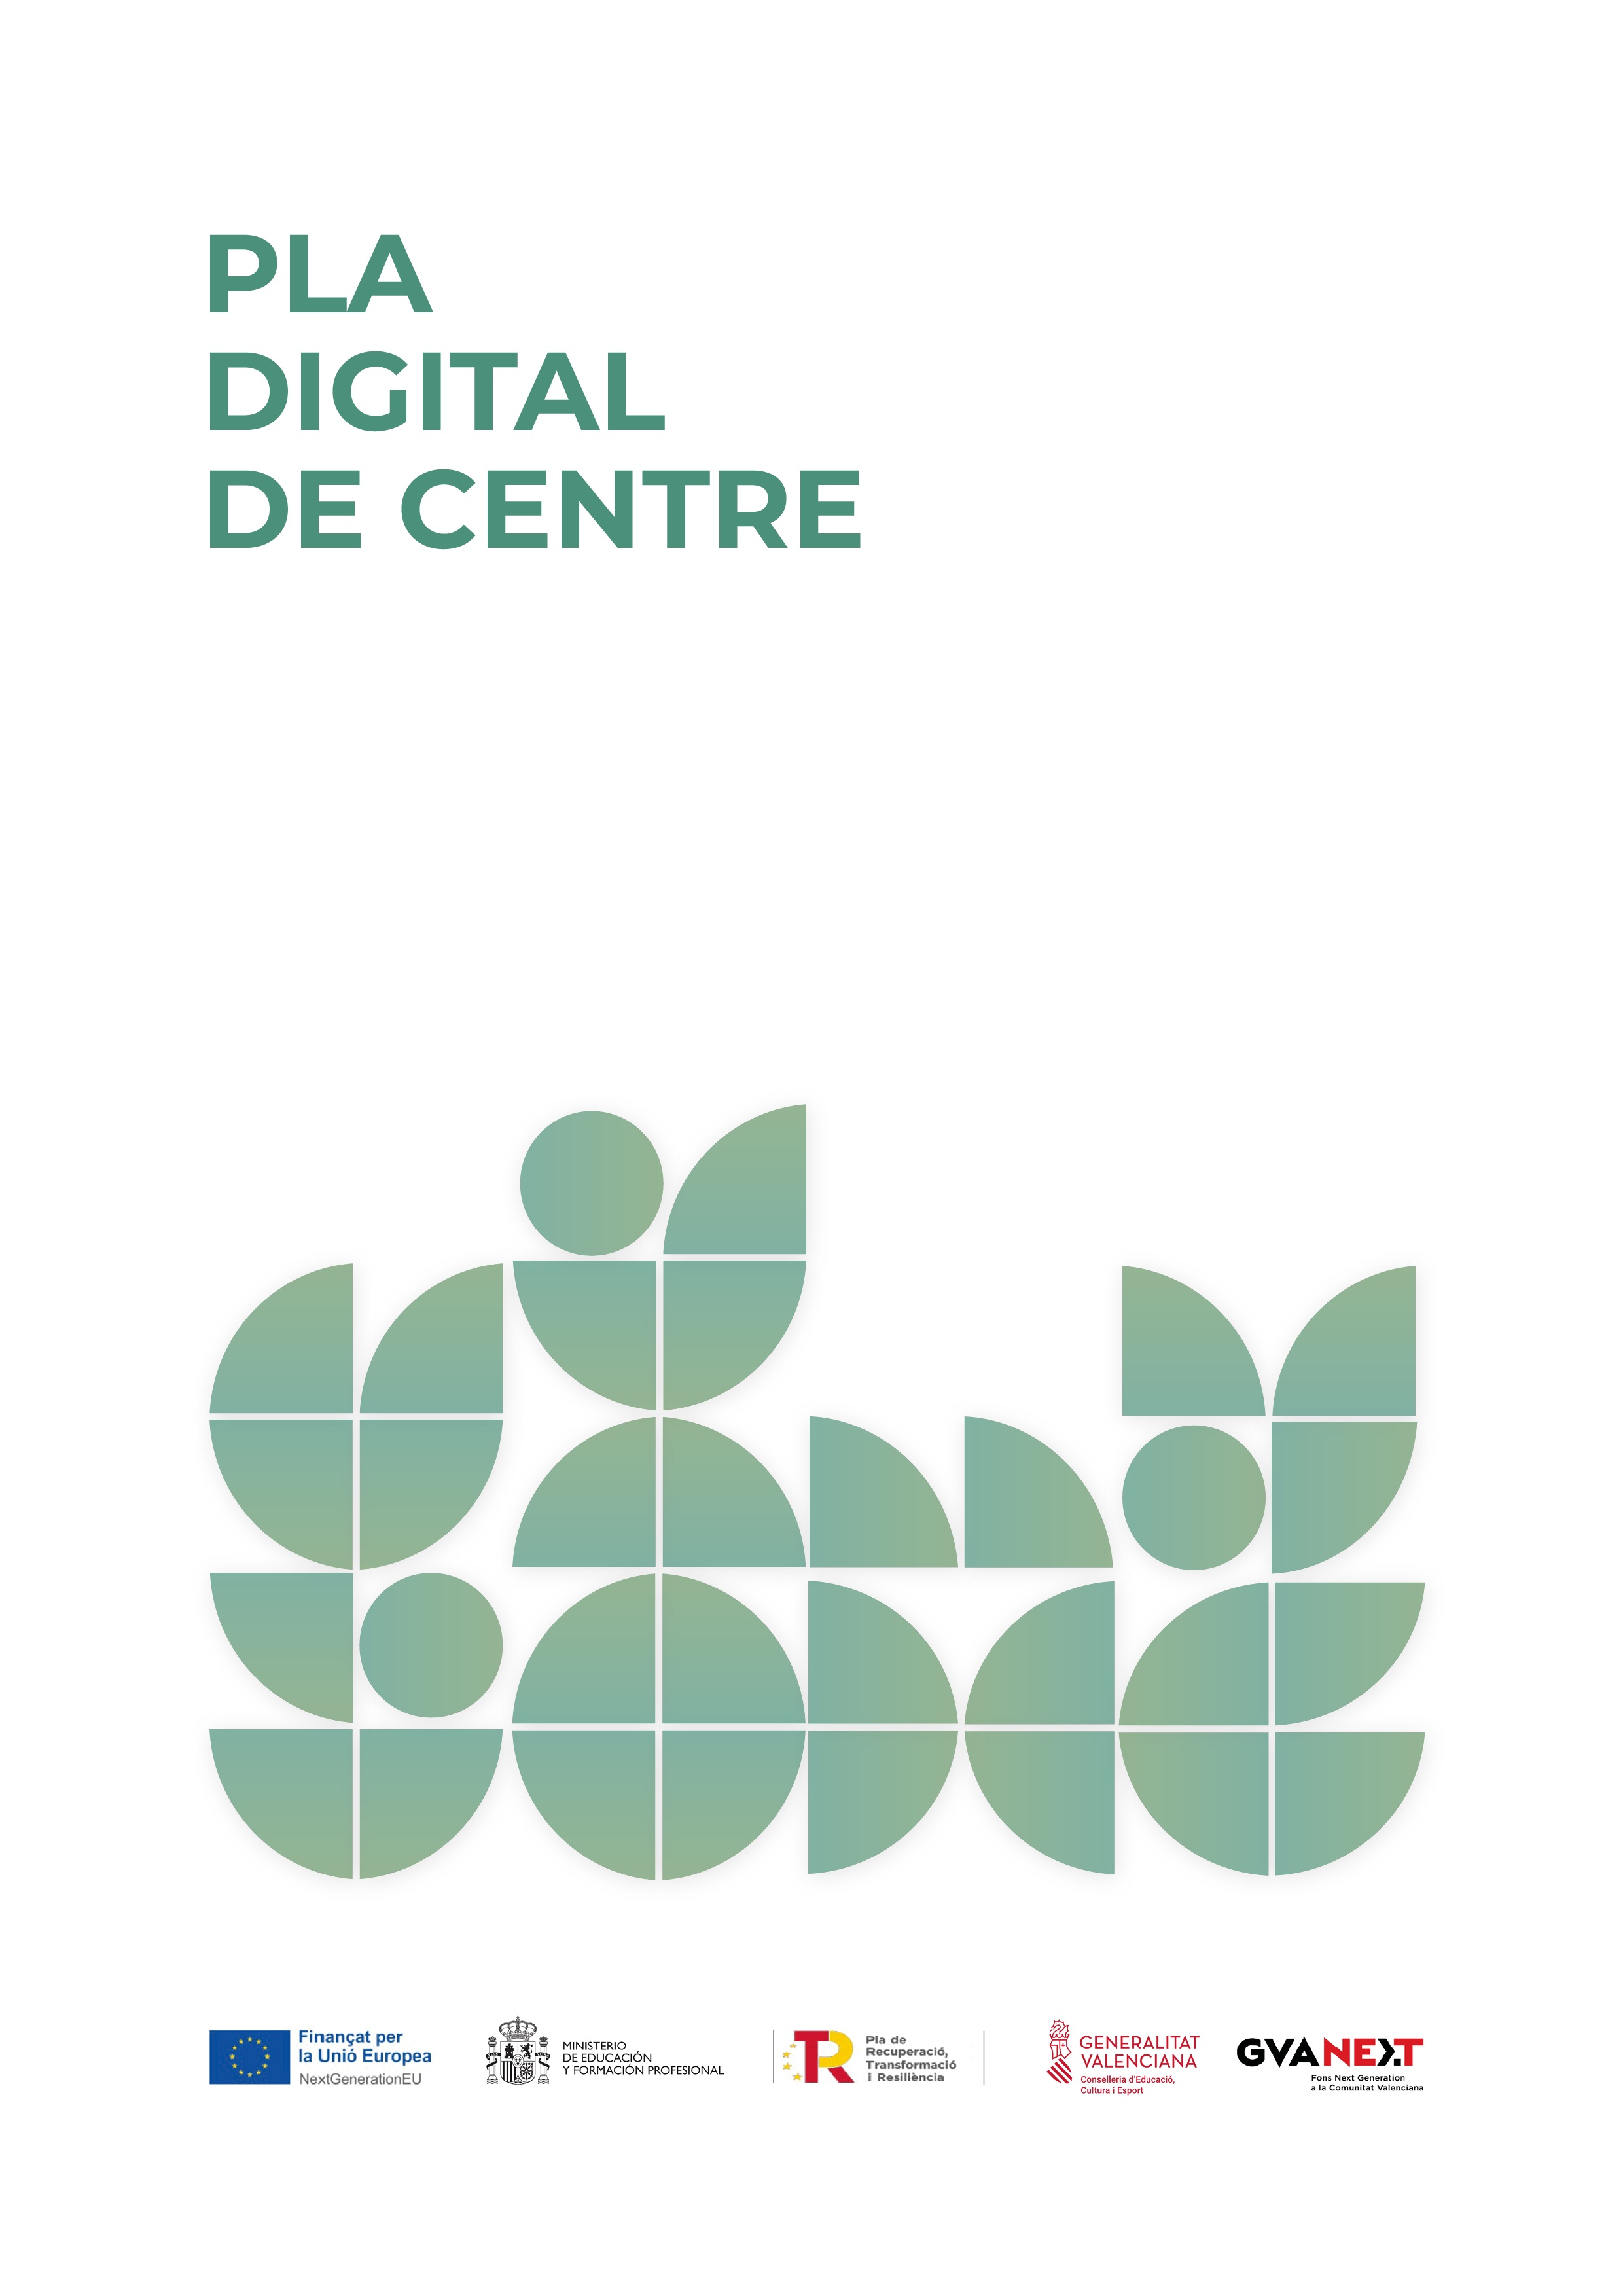 PLA
DIGITAL
DE CENTRE
Finançat per
la Unió Europea
NextGenerationEU
MINISTERIO
DE EDUCACIÓN
Y FORMACIÓN PROFESIONAL
TR
Pla de
Recuperació,
Transformació
i Resiliència
GENERALITAT
VALENCIANA
Conselleria d'Educació,
Cultura i Esport
GVANEXT
Fons Next Generation
a la Comunitat Valenciana